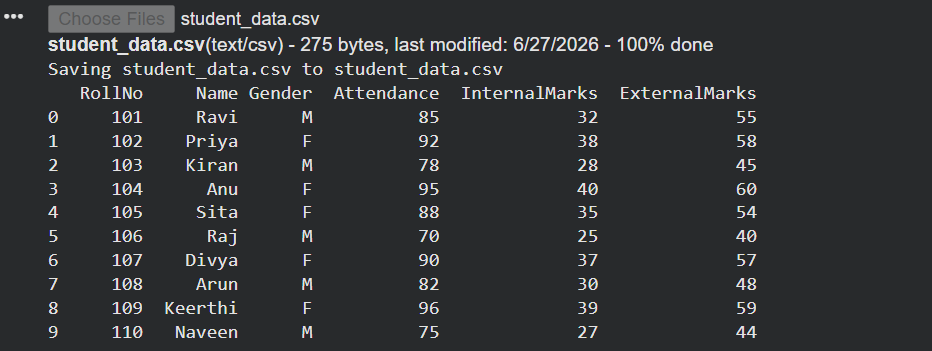 ••• Choose Files student_data.csv
student_data.csv(text/csv) - 275 bytes, last modified: 6/27/2026 - 100% done
Saving student_data.csv to student_data.csv
RollNo Name Gender Attendance InternalMarks ExternalMarks
0 101 Ravi M 85 32 55
1 102 Priya F 92 38 58
2 103 Kiran M 78 28 45
3 104 Anu F 95 40 60
4 105 Sita F 88 35 54
5 106 Raj M 70 25 40
6 107 Divya F 90 37 57
7 108 Arun M 82 30 48
8 109 Keerthi F 96 39 59
9 110 Naveen M 75 27 44